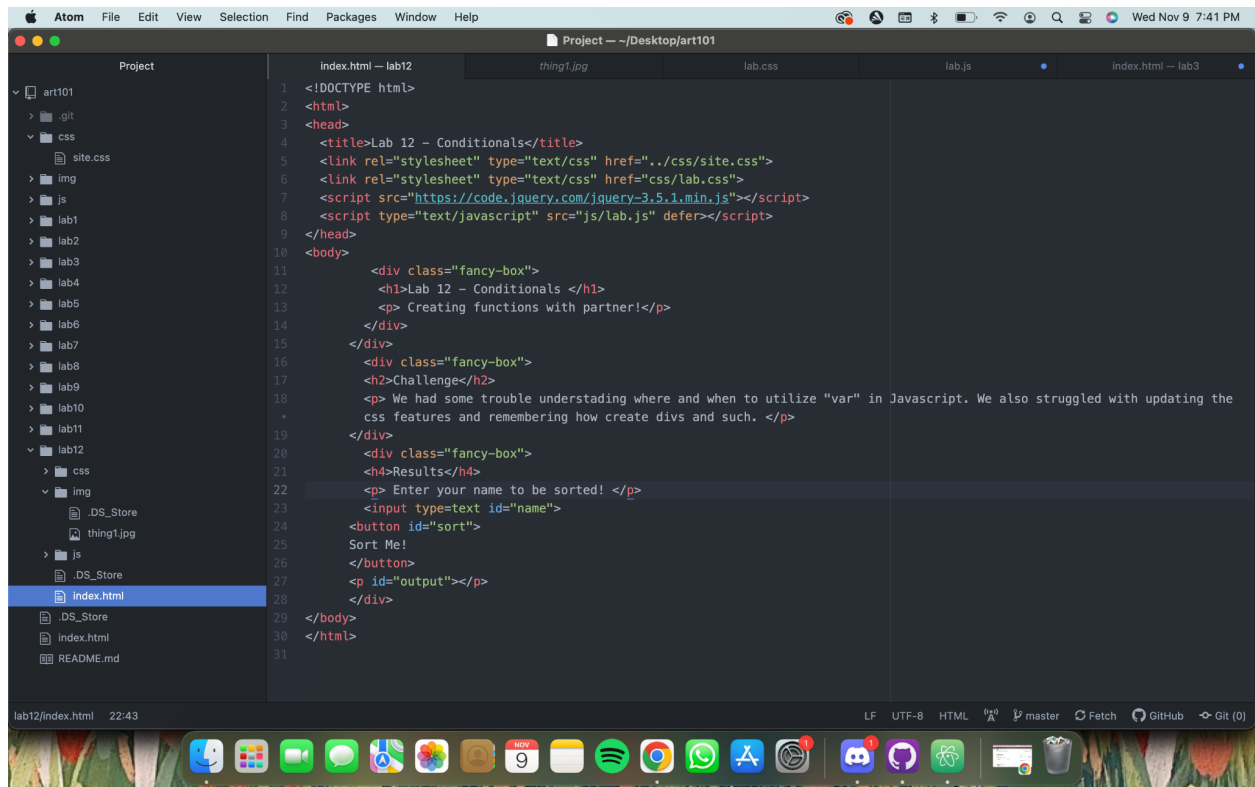 Atom File Edit View Selection Find Packages Window Help Wed Nov 9 7:41 PM
Project — ~/Desktop/art101
Project
index.html — lab12 thing1.jpg lab.css lab.js index.html — lab3
art101
.git
css
site.css
img
js
lab1
lab2
lab3
lab4
lab5
lab6
lab7
lab8
lab9
lab10
lab11
lab12
css
img
.DS_Store
thing1.jpg
js
.DS_Store
index.html
.DS_Store
index.html
README.md
1 <!DOCTYPE html>
2 <html>
3 <head>
4 <title>Lab 12 – Conditionals</title>
5 <link rel="stylesheet" type="text/css" href="../css/site.css">
6 <link rel="stylesheet" type="text/css" href="css/lab.css">
7 <script src="https://code.jquery.com/jquery-3.5.1.min.js"></script>
8 <script type="text/javascript" src="js/lab.js" defer></script>
9 </head>
10 <body>
11 <div class="fancy-box">
12 <h1>Lab 12 – Conditionals </h1>
13 <p> Creating functions with partner!</p>
14 </div>
15 </div>
16 <div class="fancy-box">
17 <h2>Challenge</h2>
18 <p> We had some trouble understading where and when to utilize "var" in Javascript. We also struggled with updating the
• css features and remembering how create divs and such. </p>
19 </div>
20 <div class="fancy-box">
21 <h4>Results</h4>
22 <p> Enter your name to be sorted! </p>
23 <input type=text id="name">
24 <button id="sort">
25 Sort Me!
26 </button>
27 <p id="output"></p>
28 </div>
29 </body>
30 </html>
31
lab12/index.html 22:43 LF UTF-8 HTML master Fetch GitHub Git (0)
NOV
9
1
1